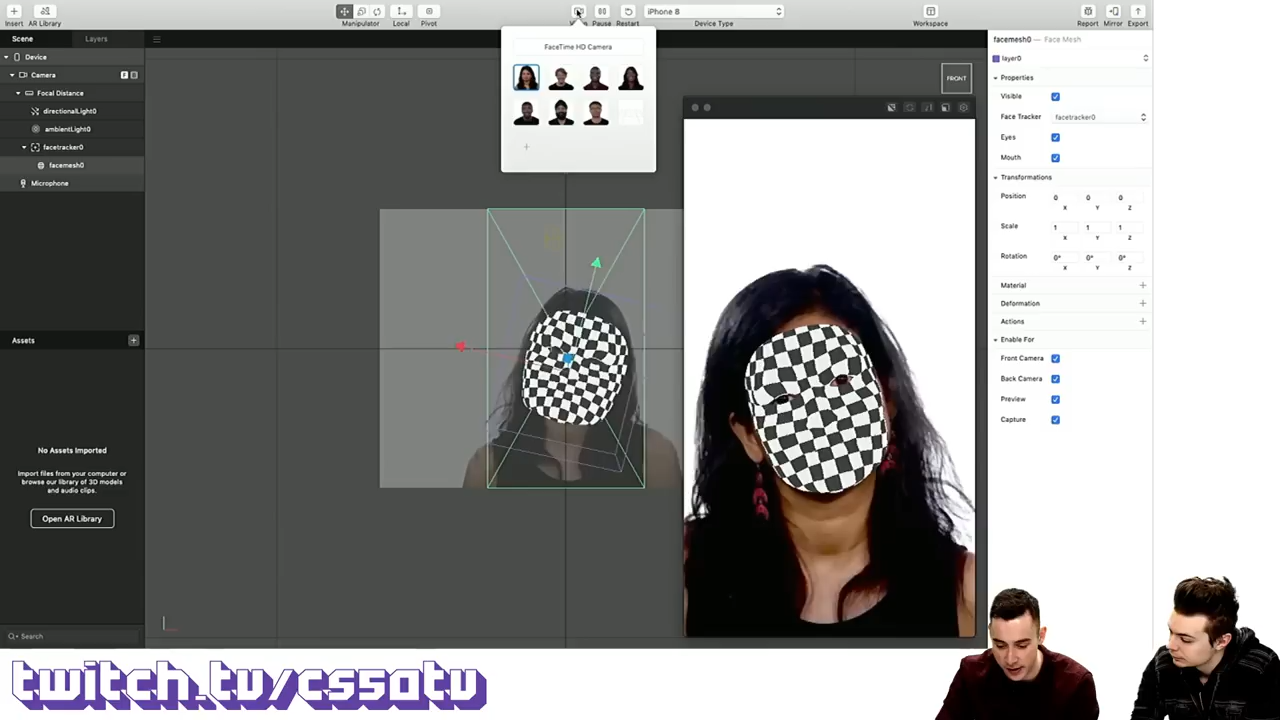 Insert
AR Library
Manipulator
Local
Pivot
Pause
Restart
iPhone 8
Device Type
Workspace
Report
Mirror
Export
Scene
Layers
Device
Camera
Focal Distance
directionalLight0
ambientLight0
facetracker0
facemesh0
Microphone
Assets
No Assets Imported
Import files from your computer or
browse our library of 3D models
and audio clips.
Open AR Library
Search
FaceTime HD Camera
FRONT
facemesh0 — Face Mesh
layer0
Properties
Visible
Face Tracker
facetracker0
Eyes
Mouth
Transformations
Position
0
0
0
X
Y
Z
Scale
1
1
1
X
Y
Z
Rotation
0°
0°
0°
X
Y
Z
Material
Deformation
Actions
Enable For
Front Camera
Back Camera
Preview
Capture
twitch.tv/cssatv